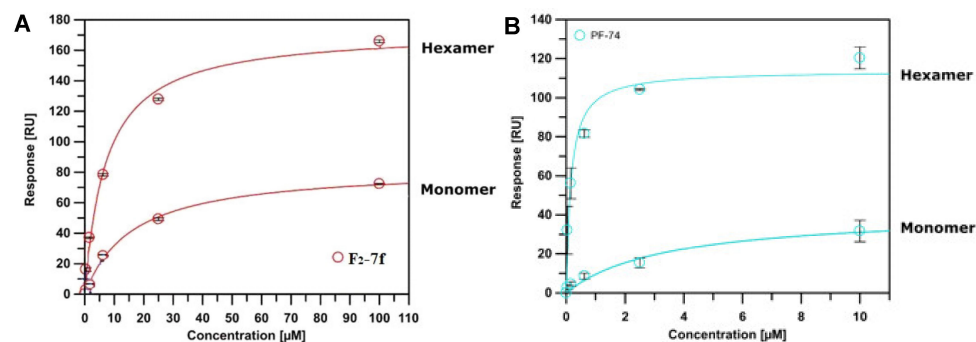 A
Response [RU]
180
160
140
120
100
80
60
40
20
0
0 10 20 30 40 50 60 70 80 90 100 110
Concentration [µM]
Hexamer
Monomer
F₂-7f
B
Response [RU]
140
120
100
80
60
40
20
0
0 2 4 6 8 10
Concentration [µM]
PF-74
Hexamer
Monomer